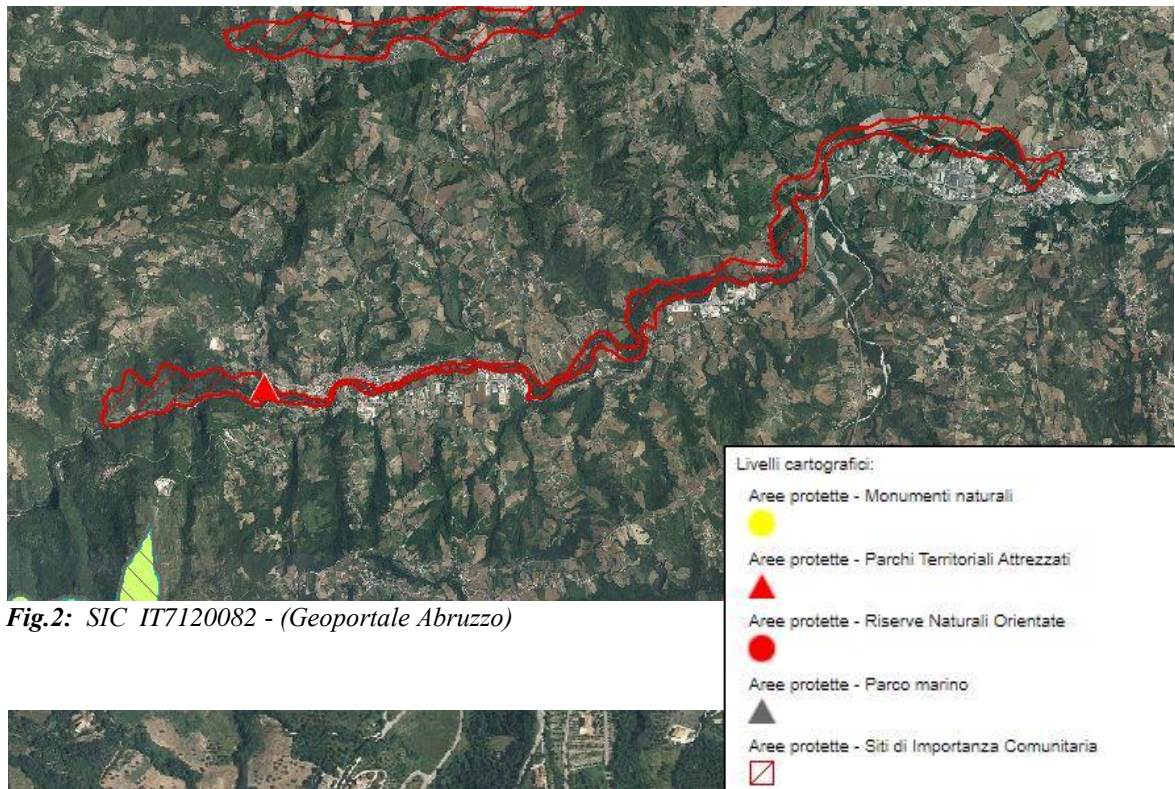 Fig.2: SIC IT7120082 - (Geoportale Abruzzo)
Livelli cartografici:
Aree protette - Monumenti naturali
Aree protette - Parchi Territoriali Attrezzati
Aree protette - Riserve Naturali Orientate
Aree protette - Parco marino
Aree protette - Siti di Importanza Comunitaria